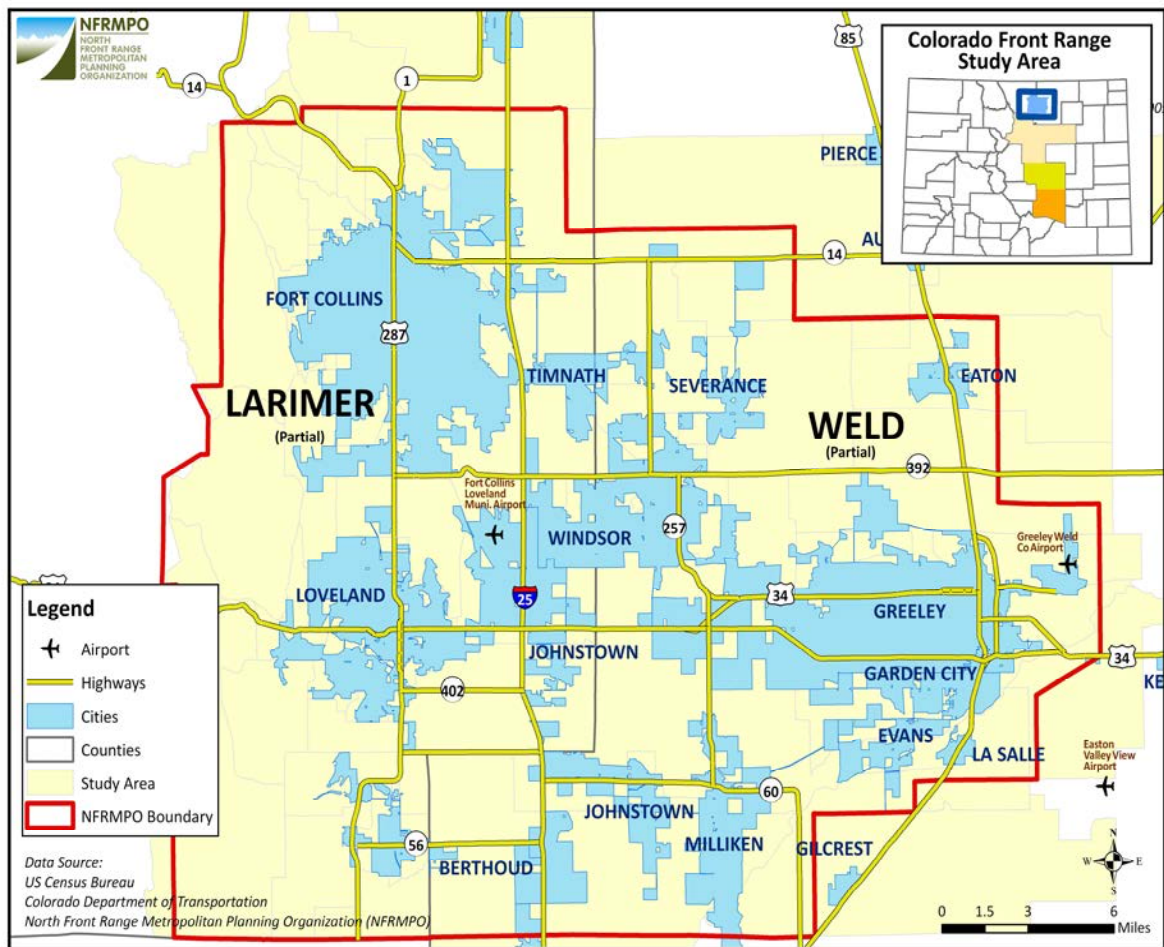 NFRMPO
NORTH
FRONT RANGE
METROPOLITAN
PLANNING
ORGANIZATION
85
Colorado Front Range
Study Area
14
1
PIERCE
AU
14
FORT COLLINS
287
TIMNATH
SEVERANCE
EATON
LARIMER
(Partial)
WELD
(Partial)
392
Fort Collins
Loveland
Muni. Airport
WINDSOR
257
Greeley Weld
Co Airport
LOVELAND
25
34
GREELEY
JOHNSTOWN
GARDEN CITY
34
KE
402
EVANS
LA SALLE
Easton
Valley View
Airport
60
JOHNSTOWN
MILLIKEN
GILCREST
56
BERTHOUD
Legend
Airport
Highways
Cities
Counties
Study Area
NFRMPO Boundary
Data Source:
US Census Bureau
Colorado Department of Transportation
North Front Range Metropolitan Planning Organization (NFRMPO)
N
W E
S
0 1.5 3 6
Miles